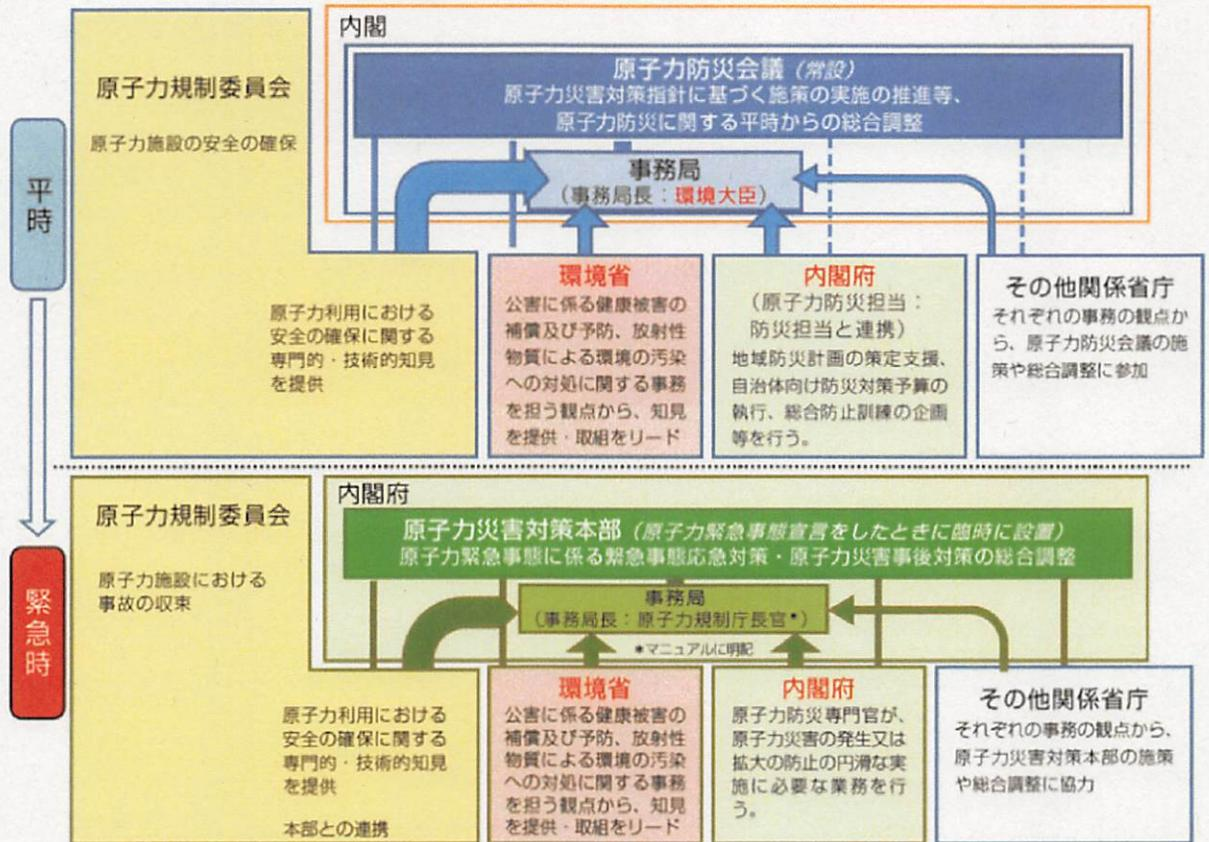 平時
原子力規制委員会
原子力施設の安全の確保
内閣
原子力防災会議（常設）
原子力災害対策指針に基づく施策の実施の推進等、
原子力防災に関する平時からの総合調整
事務局
（事務局長：環境大臣）
原子力利用における
安全の確保に関する
専門的・技術的知見
を提供
環境省
公害に係る健康被害の
補償及び予防、放射性
物質による環境の汚染
への対処に関する事務
を担う観点から、知見
を提供・取組をリード
内閣府
（原子力防災担当：
防災担当と連携）
地域防災計画の策定支援、
自治体向け防災対策予算の
執行、総合防止訓練の企画
等を行う。
その他関係省庁
それぞれの事務の観点か
ら、原子力防災会議の施
策や総合調整に参加
緊急時
原子力規制委員会
原子力施設における
事故の収束
内閣府
原子力災害対策本部（原子力緊急事態宣言をしたときに臨時に設置）
原子力緊急事態に係る緊急事態応急対策・原子力災害事後対策の総合調整
事務局
（事務局長：原子力規制庁長官*）
*マニュアルに明記
原子力利用における
安全の確保に関する
専門的・技術的知見
を提供
本部との連携
環境省
公害に係る健康被害の
補償及び予防、放射性
物質による環境の汚染
への対処に関する事務
を担う観点から、知見
を提供・取組をリード
内閣府
原子力防災専門官が、
原子力災害の発生又は
拡大の防止の円滑な実
施に必要な業務を行
う。
その他関係省庁
それぞれの事務の観点から、
原子力災害対策本部の施策
や総合調整に協力